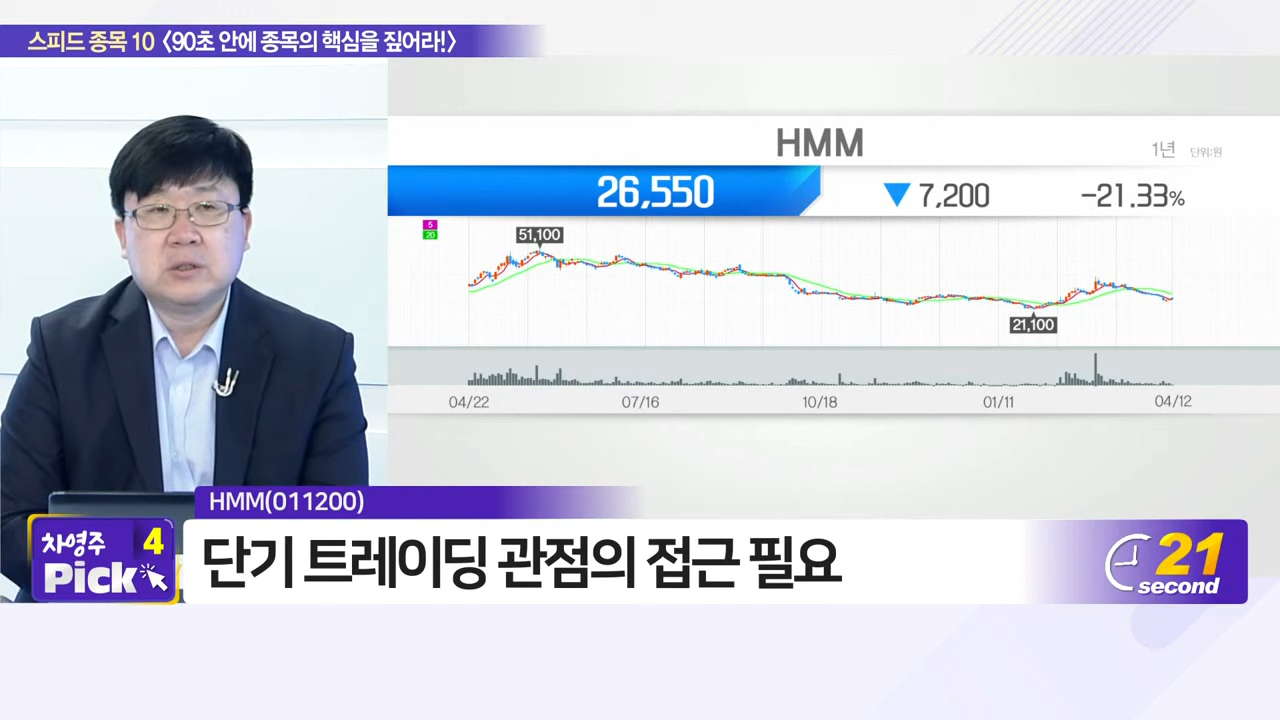 스피드 종목 10 〈90초 안에 종목의 핵심을 짚어라!〉
HMM
1년 단위:원
26,550 ▼ 7,200 -21.33%
5
20
51,100
21,100
04/22 07/16 10/18 01/11 04/12
HMM(011200)
차영주 4
Pick
단기 트레이딩 관점의 접근 필요
21
second